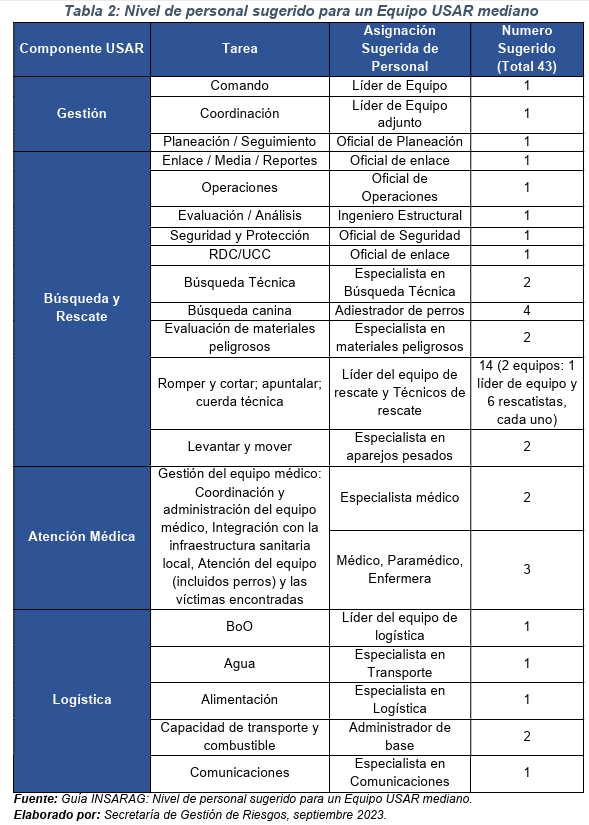 Tabla 2: Nivel de personal sugerido para un Equipo USAR mediano
Componente USAR
Tarea
Asignación
Sugerida de
Personal
Numero
Sugerido
(Total 43)
Gestión
Comando
Líder de Equipo
1
Coordinación
Líder de Equipo
adjunto
1
Planeación / Seguimiento
Oficial de Planeación
1
Búsqueda y
Rescate
Enlace / Media / Reportes
Oficial de enlace
1
Operaciones
Oficial de
Operaciones
1
Evaluación / Análisis
Ingeniero Estructural
1
Seguridad y Protección
Oficial de Seguridad
1
RDC/UCC
Oficial de enlace
1
Búsqueda Técnica
Especialista en
Búsqueda Técnica
2
Búsqueda canina
Adiestrador de perros
4
Evaluación de materiales
peligrosos
Especialista en
materiales peligrosos
2
Romper y cortar; apuntalar;
cuerda técnica
Líder del equipo de
rescate y Técnicos de
rescate
14 (2 equipos: 1
líder de equipo y
6 rescatistas,
cada uno)
Levantar y mover
Especialista en
aparejos pesados
2
Atención Médica
Gestión del equipo médico:
Coordinación y
administración del equipo
médico, Integración con la
infraestructura sanitaria
local, Atención del equipo
(incluidos perros) y las
víctimas encontradas
Especialista médico
2
Médico, Paramédico,
Enfermera
3
Logística
BoO
Líder del equipo de
logística
1
Agua
Especialista en
Transporte
1
Alimentación
Especialista en
Logística
1
Capacidad de transporte y
combustible
Administrador de
base
2
Comunicaciones
Especialista en
Comunicaciones
1
Fuente: Guía INSARAG: Nivel de personal sugerido para un Equipo USAR mediano.
Elaborado por: Secretaría de Gestión de Riesgos, septiembre 2023.